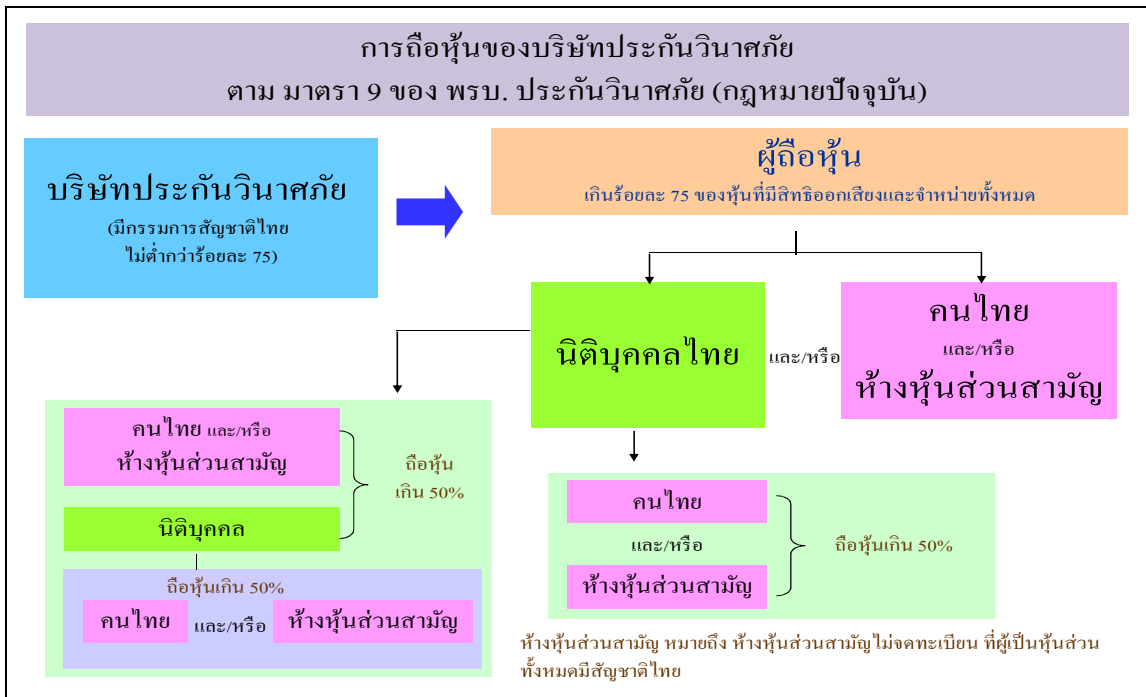 การถือหุ้นของบริษัทประกันวินาศภัย
ตาม มาตรา 9 ของ พรบ. ประกันวินาศภัย (กฎหมายปัจจุบัน)
บริษัทประกันวินาศภัย
(มีกรรมการสัญชาติไทย
ไม่ต่ำกว่าร้อยละ 75)
ผู้ถือหุ้น
เกินร้อยละ 75 ของหุ้นที่มีสิทธิออกเสียงและจำหน่ายทั้งหมด
นิติบุคคลไทย
และ/หรือ
คนไทย
และ/หรือ
ห้างหุ้นส่วนสามัญ
คนไทย และ/หรือ
ห้างหุ้นส่วนสามัญ
ถือหุ้น
เกิน 50%
นิติบุคคล
ถือหุ้นเกิน 50%
คนไทย และ/หรือ ห้างหุ้นส่วนสามัญ
คนไทย
และ/หรือ
ห้างหุ้นส่วนสามัญ
ถือหุ้นเกิน 50%
ห้างหุ้นส่วนสามัญ หมายถึง ห้างหุ้นส่วนสามัญไม่จดทะเบียน ที่ผู้เป็นหุ้นส่วน
ทั้งหมดมีสัญชาติไทย